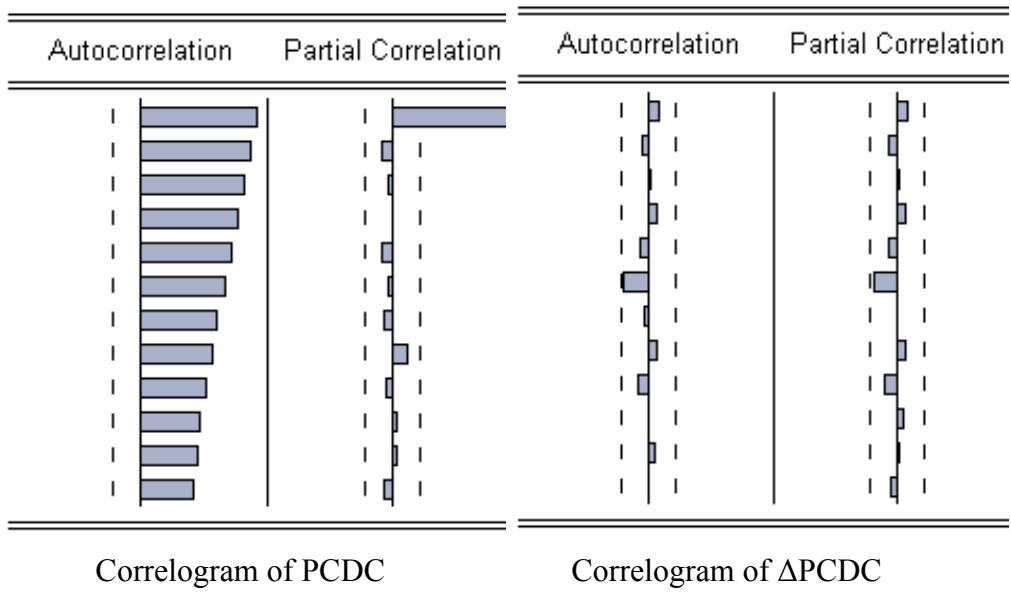 Autocorrelation Partial Correlation
Autocorrelation Partial Correlation
Correlogram of PCDC
Correlogram of ΔPCDC